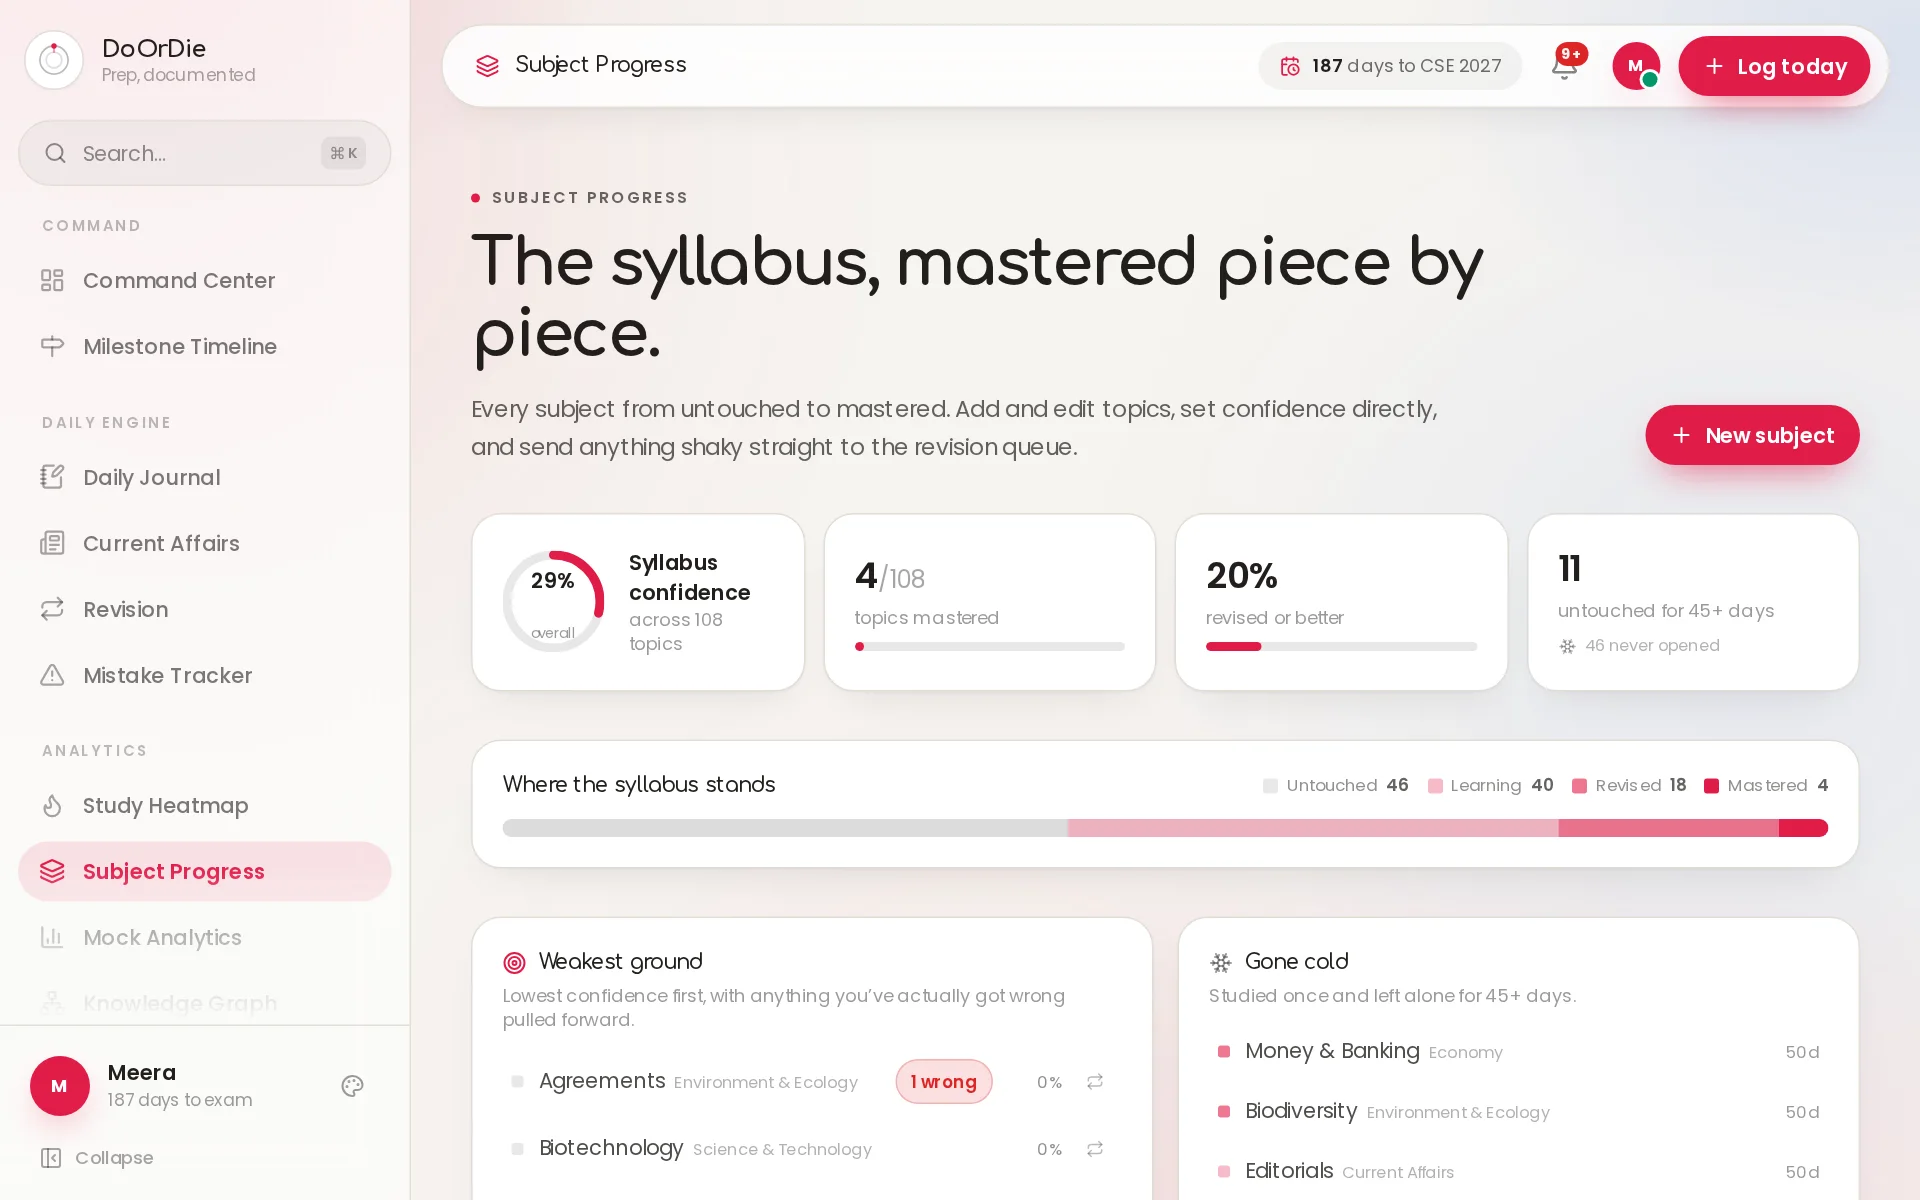 DoOrDie
Prep, documented
Search...
⌘ K
COMMAND
Command Center
Milestone Timeline
DAILY ENGINE
Daily Journal
Current Affairs
Revision
Mistake Tracker
ANALYTICS
Study Heatmap
Subject Progress
Mock Analytics
Knowledge Graph
M
Meera
187 days to exam
Collapse
Subject Progress
187 days to CSE 2027
9+
M
Log today
SUBJECT PROGRESS
The syllabus, mastered piece by
piece.
Every subject from untouched to mastered. Add and edit topics, set confidence directly,
and send anything shaky straight to the revision queue.
New subject
29%
overall
Syllabus
confidence
across 108
topics
4/108
topics mastered
20%
revised or better
11
untouched for 45+ days
46 never opened
Where the syllabus stands
Untouched 46
Learning 40
Revised 18
Mastered 4
Weakest ground
Lowest confidence first, with anything you’ve actually got wrong
pulled forward.
Agreements Environment & Ecology 1 wrong 0%
Biotechnology Science & Technology 0%
Gone cold
Studied once and left alone for 45+ days.
Money & Banking Economy 50d
Biodiversity Environment & Ecology 50d
Editorials Current Affairs 50d